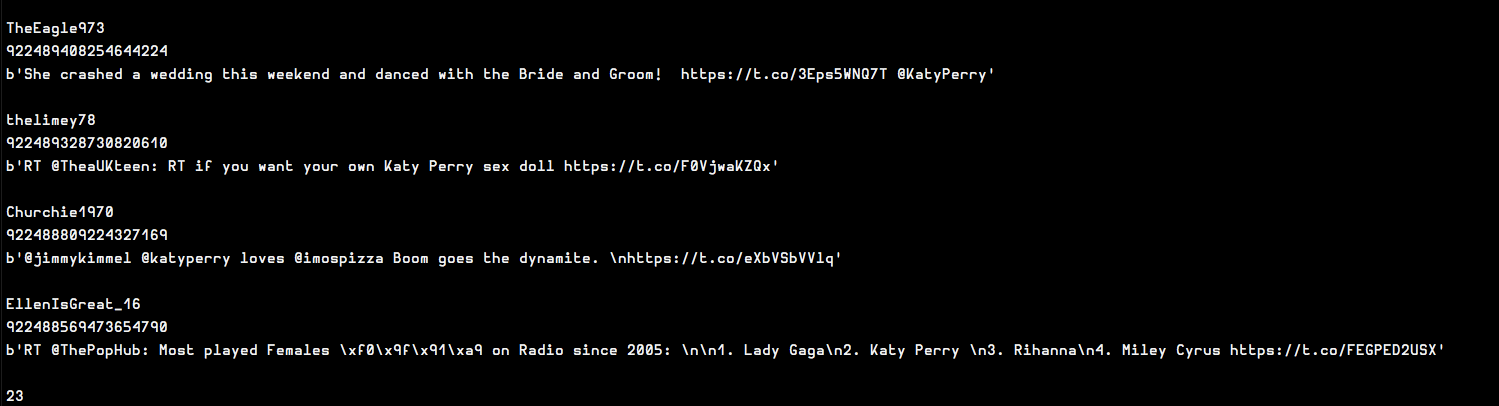 TheEagle973
922489408254644224
b'She crashed a wedding this weekend and danced with the Bride and Groom!  https://t.co/3Eps5WNQ7T @KatyPerry'
thelimey78
922489328730820610
b'RT @TheaUKteen: RT if you want your own Katy Perry sex doll https://t.co/F0VjwaKZQx'
Churchie1970
922488809224327169
b'@jimmykimmel @katyperry loves @imospizza Boom goes the dynamite. \nhttps://t.co/eXbVSbVVlq'
EllenIsGreat_16
922488569473654790
b'RT @ThePopHub: Most played Females \xf0\x9f\x91\xa9 on Radio since 2005: \n\n1. Lady Gaga\n2. Katy Perry \n3. Rihanna\n4. Miley Cyrus https://t.co/FEGPED2USX'
23